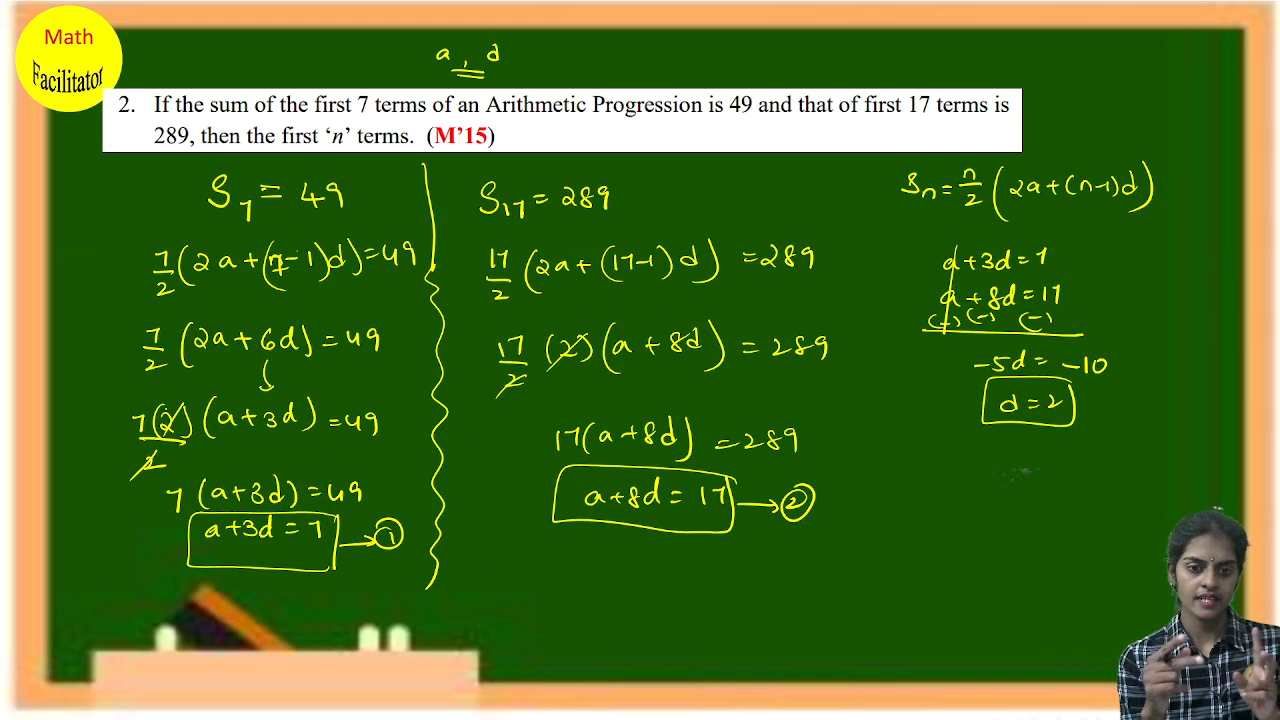 Math
Facilitator
a, d
2. If the sum of the first 7 terms of an Arithmetic Progression is 49 and that of first 17 terms is
289, then the first ‘n’ terms. (M’15)
S₇ = 49
7/2 (2a+(7-1)d)=49
7/2 (2a+6d)=49
7(2)/2 (a+3d)=49
7 (a+3d)=49
a+3d=7 → ①
S₁₇ = 289
17/2 (2a+(17-1)d) =289
17/2 (2)(a+8d) = 289
17(a+8d) =289
a+8d = 17 → ②
Sₙ = n/2 (2a+(n-1)d)
a+3d=7
a+8d=17
(-) (-) (-)
-5d = -10
d=2